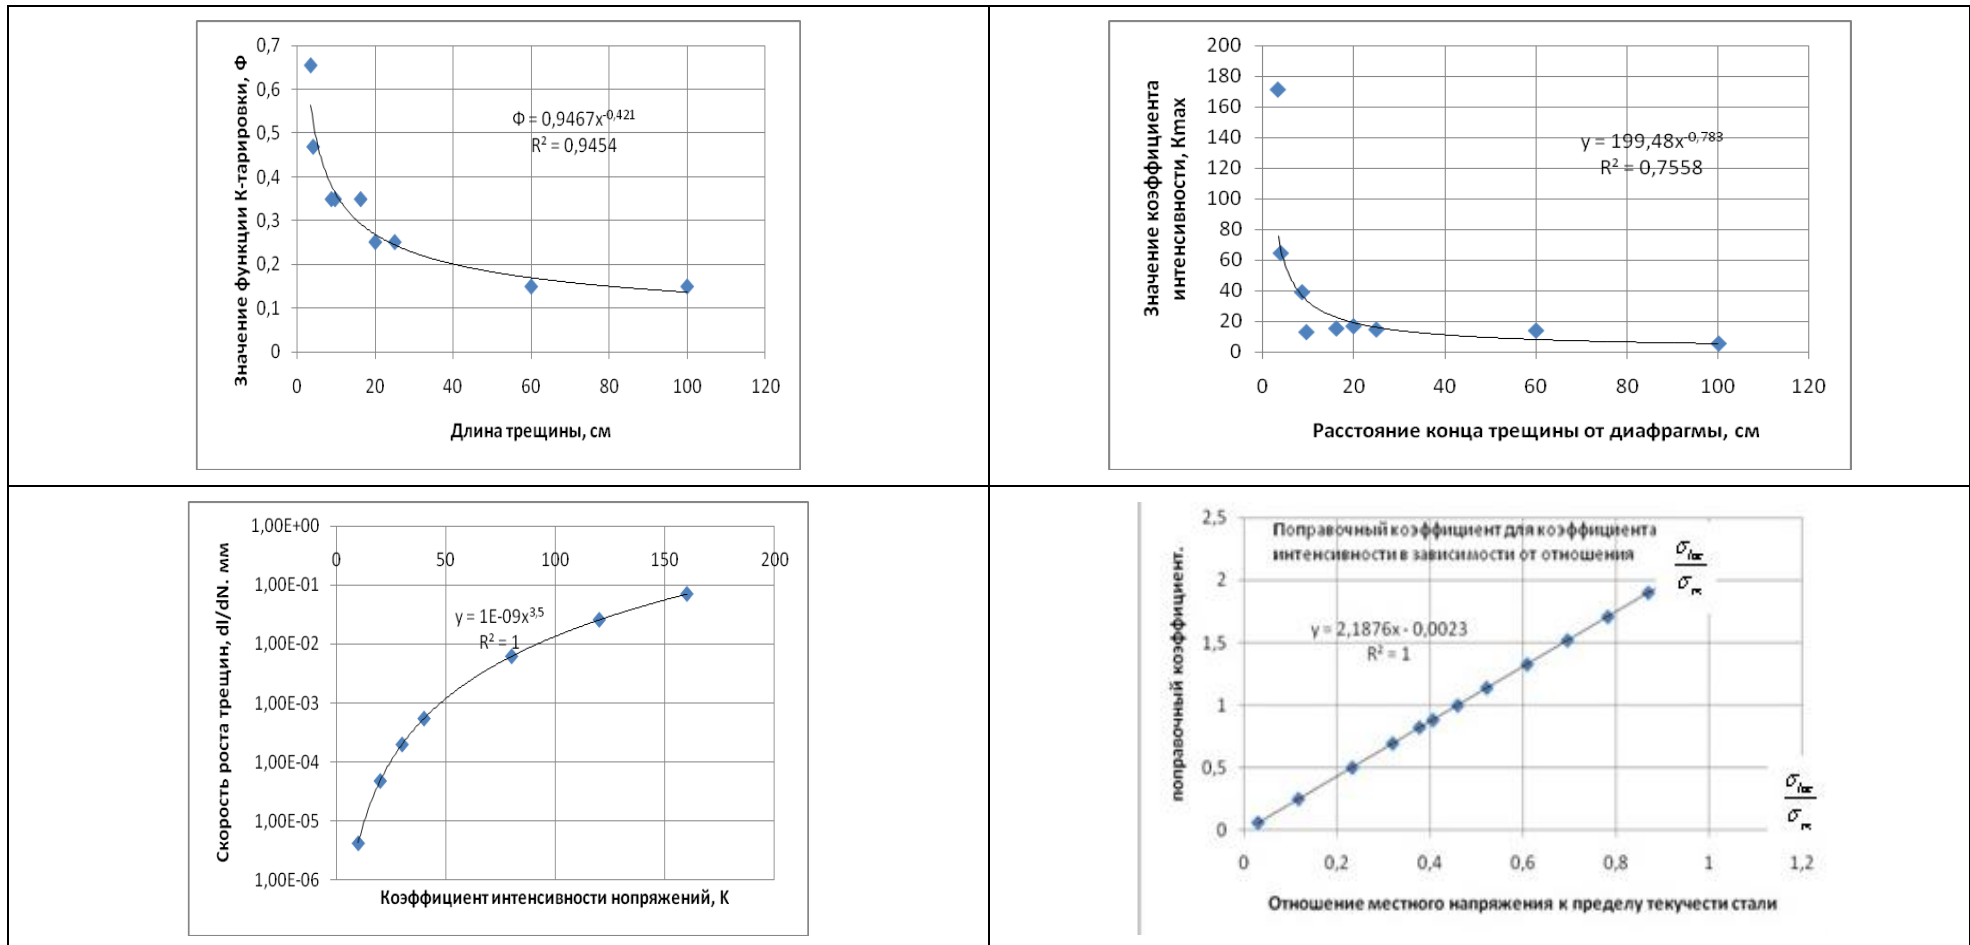 0,7
0,6
0,5
0,4
0,3
0,2
0,1
0
Значение функции К-тарировки, Ф
Ф = 0,9467x-0,421
R² = 0,9454
0 20 40 60 80 100 120
Длина трещины, см
200
180
160
140
120
100
80
60
40
20
0
Значение коэффициента
интенсивности, Kmax
y = 199,48x-0,783
R² = 0,7558
0 20 40 60 80 100 120
Расстояние конца трещины от диафрагмы, см
1,00E+00
1,00E-01
1,00E-02
1,00E-03
1,00E-04
1,00E-05
1,00E-06
Скорость роста трещин, dl/dN. мм
0 50 100 150 200
y = 1E-09x3,5
R² = 1
Коэффициент интенсивности нопряжений, K
2,5
2
1,5
1
0,5
0
поправочный коэффициент.
Поправочный коэффициент для коэффициента
интенсивности в зависимости от отношения
σloc
σ
y = 2,1876x - 0,0023
R² = 1
σloc
σ
0 0,2 0,4 0,6 0,8 1 1,2
Отношение местного напряжения к пределу текучести стали